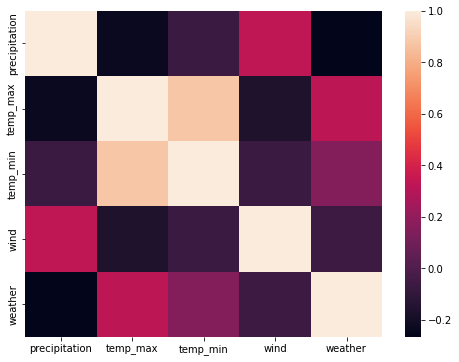 precipitation
temp_max
temp_min
wind
weather
precipitation
temp_max
temp_min
wind
weather
1.0
0.8
0.6
0.4
0.2
0.0
-0.2